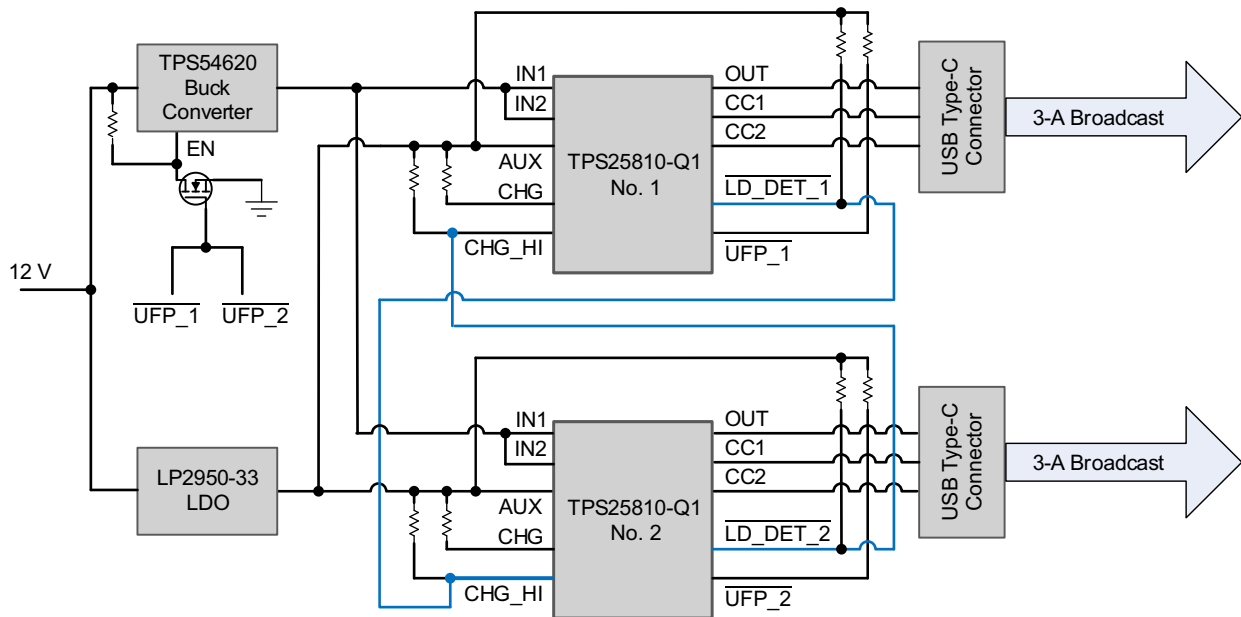 TPS54620
Buck
Converter
EN
12 V
UFP_1
UFP_2
LP2950-33
LDO
IN1
IN2
AUX
CHG
CHG_HI
TPS25810-Q1
No. 1
OUT
CC1
CC2
LD_DET_1
UFP_1
USB Type-C
Connector
3-A Broadcast
IN1
IN2
AUX
CHG
CHG_HI
TPS25810-Q1
No. 2
OUT
CC1
CC2
LD_DET_2
UFP_2
USB Type-C
Connector
3-A Broadcast